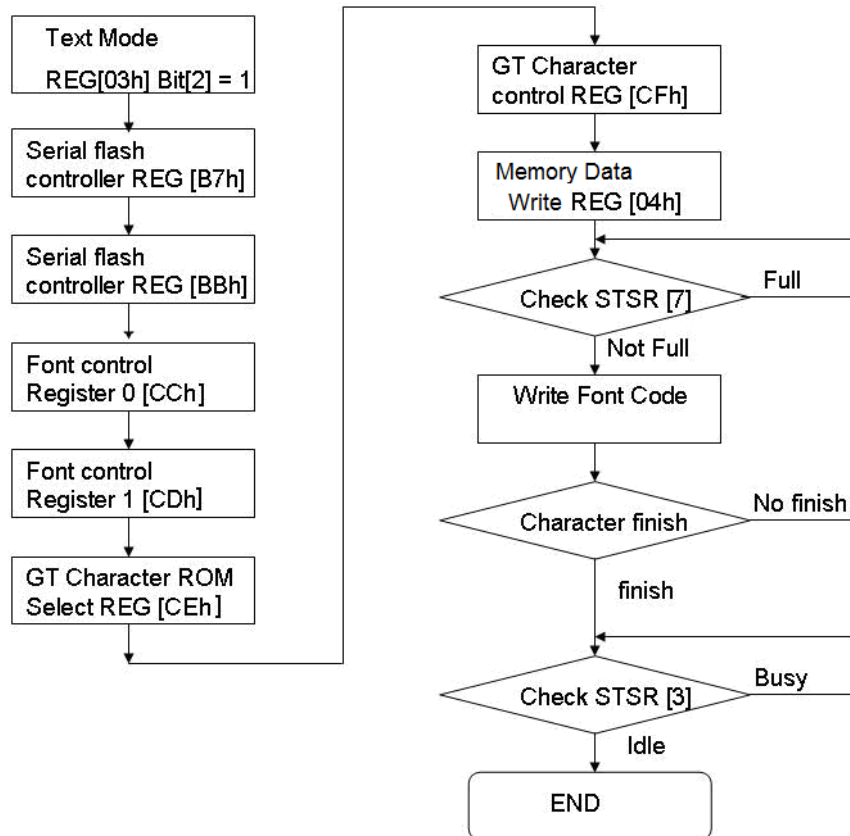 Text Mode
REG[03h] Bit[2] = 1
Serial flash
controller REG [B7h]
Serial flash
controller REG [BBh]
Font control
Register 0 [CCh]
Font control
Register 1 [CDh]
GT Character ROM
Select REG [CEh]
GT Character
control REG [CFh]
Memory Data
Write REG [04h]
Check STSR [7]
Full
Not Full
Write Font Code
Character finish
No finish
finish
Check STSR [3]
Busy
Idle
END